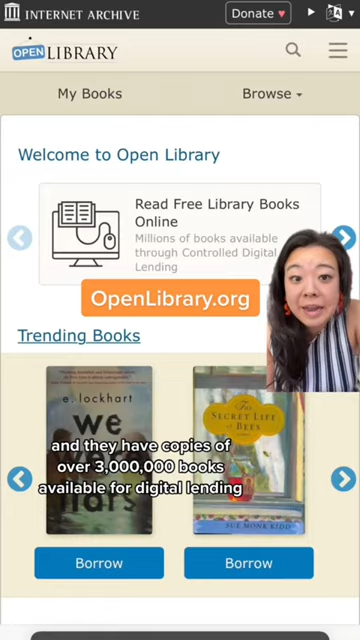 INTERNET ARCHIVE
Donate ♥
OPEN LIBRARY
My Books
Browse
Welcome to Open Library
Read Free Library Books
Online
Millions of books available
through Controlled Digital
Lending
OpenLibrary.org
Trending Books
e. lockhart
we
were
liars
THE
SECRET LIFE
OF BEES
SUE MONK KIDD
and they have copies of
over 3,000,000 books
available for digital lending
Borrow
Borrow